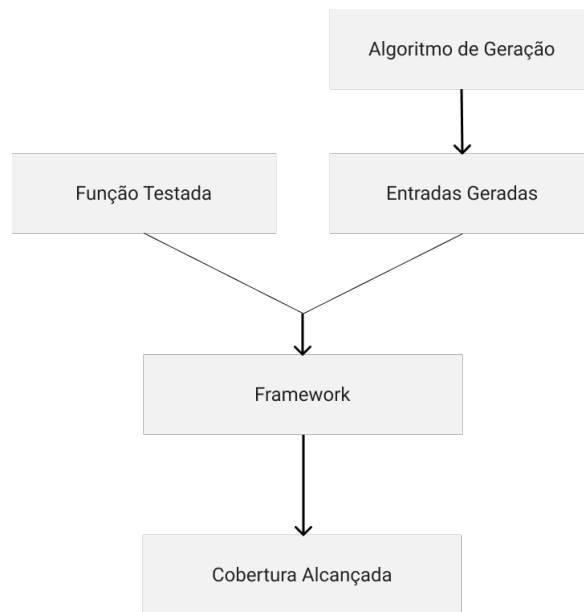 Algoritmo de Geração
Função Testada
Entradas Geradas
Framework
Cobertura Alcançada